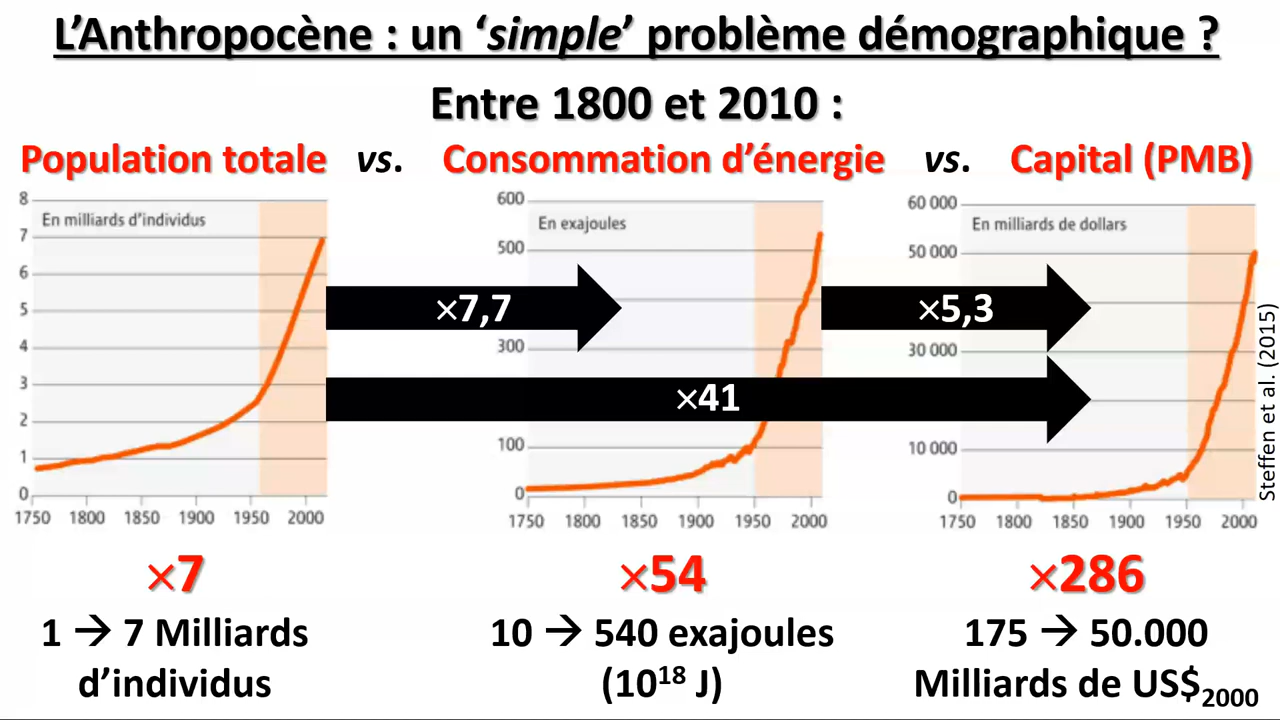 L'Anthropocène : un ‘simple’ problème démographique ?
Entre 1800 et 2010 :
Population totale vs. Consommation d'énergie vs. Capital (PMB)
8
7
6
5
4
3
2
1
0
En milliards d'individus
1750 1800 1850 1900 1950 2000
600
500
300
100
0
En exajoules
1750 1800 1850 1900 1950 2000
60 000
50 000
30 000
10 000
0
En milliards de dollars
1750 1800 1850 1900 1950 2000
×7,7
×5,3
×41
Steffen et al. (2015)
×7
1 → 7 Milliards
d'individus
×54
10 → 540 exajoules
(10¹⁸ J)
×286
175 → 50.000
Milliards de US$₂₀₀₀